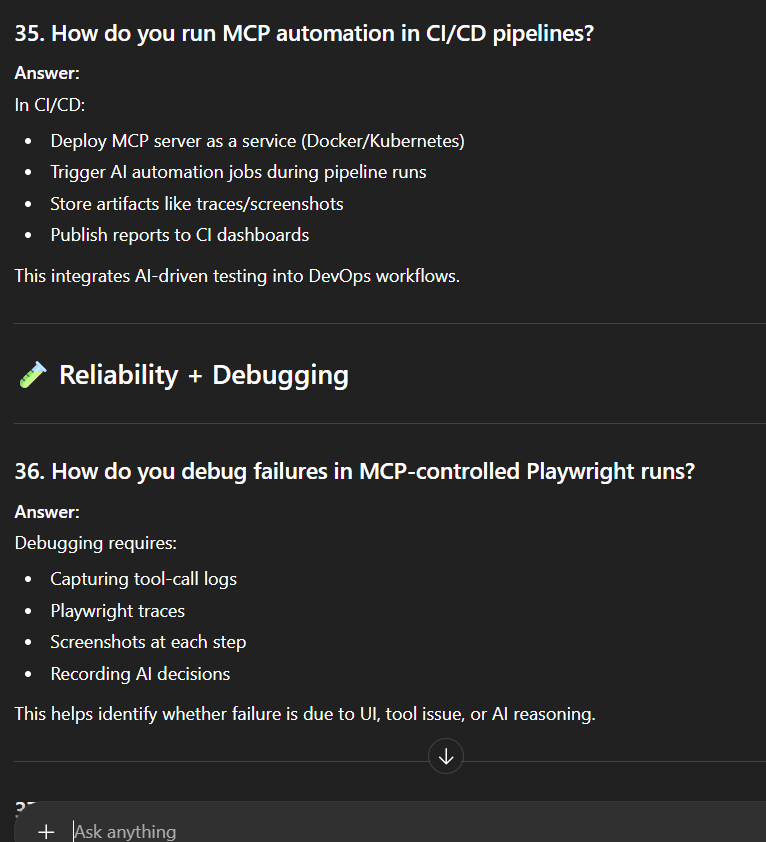 35. How do you run MCP automation in CI/CD pipelines?
Answer:
In CI/CD:
• Deploy MCP server as a service (Docker/Kubernetes)
• Trigger AI automation jobs during pipeline runs
• Store artifacts like traces/screenshots
• Publish reports to CI dashboards
This integrates AI-driven testing into DevOps workflows.
Reliability + Debugging
36. How do you debug failures in MCP-controlled Playwright runs?
Answer:
Debugging requires:
• Capturing tool-call logs
• Playwright traces
• Screenshots at each step
• Recording AI decisions
This helps identify whether failure is due to UI, tool issue, or AI reasoning.
Ask anything